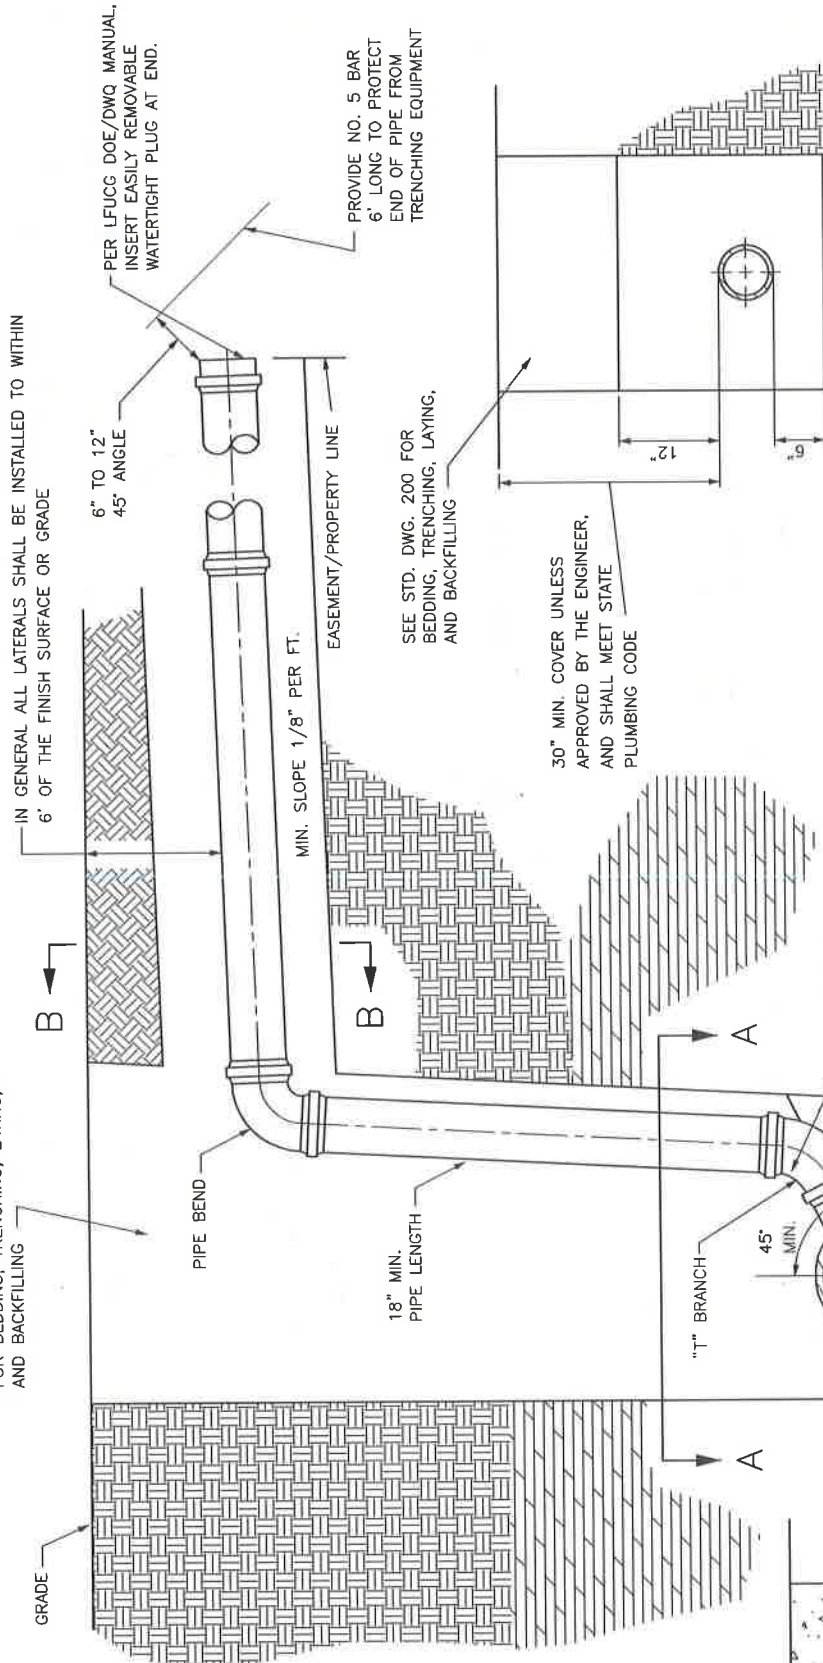 IN GENERAL ALL LATERALS SHALL BE INSTALLED TO WITHIN
6' OF THE FINISH SURFACE OR GRADE
PER LFUCG DOE/DWQ MANUAL,
INSERT EASILY REMOVABLE
WATERTIGHT PLUG AT END.
PROVIDE NO. 5 BAR
6' LONG TO PROTECT
END OF PIPE FROM
TRENCHING EQUIPMENT
6" TO 12"
45° ANGLE
EASEMENT/PROPERTY LINE
MIN. SLOPE 1/8" PER FT.
SEE STD. DWG. 200 FOR
BEDDING, TRENCHING, LAYING,
AND BACKFILLING
30" MIN. COVER UNLESS
APPROVED BY THE ENGINEER,
AND SHALL MEET STATE
PLUMBING CODE
12"
6"
B
B
AND BACKFILLING
GRADE
PIPE BEND
18" MIN.
PIPE LENGTH
"T" BRANCH
45°
MIN.
A
A